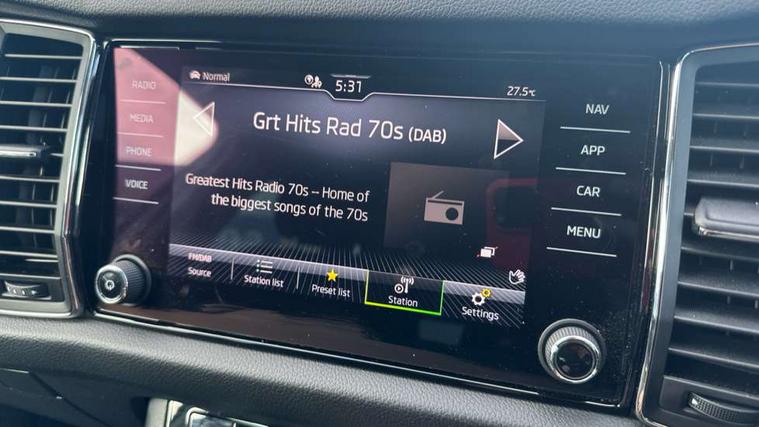 Normal
5:31
27.5°C
RADIO
MEDIA
PHONE
VOICE
Grt Hits Rad 70s (DAB)
Greatest Hits Radio 70s -- Home of
the biggest songs of the 70s
NAV
APP
CAR
MENU
FM/DAB
Source
Station list
Preset list
Station
Settings